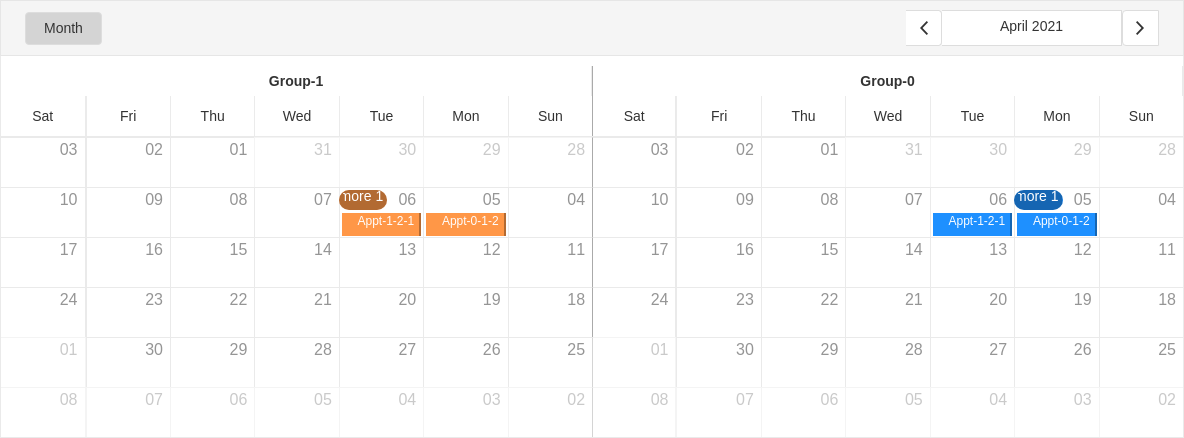 Month
April 2021
Group-1 Group-0
Sat Fri Thu Wed Tue Mon Sun Sat Fri Thu Wed Tue Mon Sun
03 02 01 31 30 29 28 03 02 01 31 30 29 28
10 09 08 07 more 1 06 05 04 10 09 08 07 06 more 1 05 04
Appt-1-2-1 Appt-0-1-2 Appt-1-2-1 Appt-0-1-2
17 16 15 14 13 12 11 17 16 15 14 13 12 11
24 23 22 21 20 19 18 24 23 22 21 20 19 18
01 30 29 28 27 26 25 01 30 29 28 27 26 25
08 07 06 05 04 03 02 08 07 06 05 04 03 02